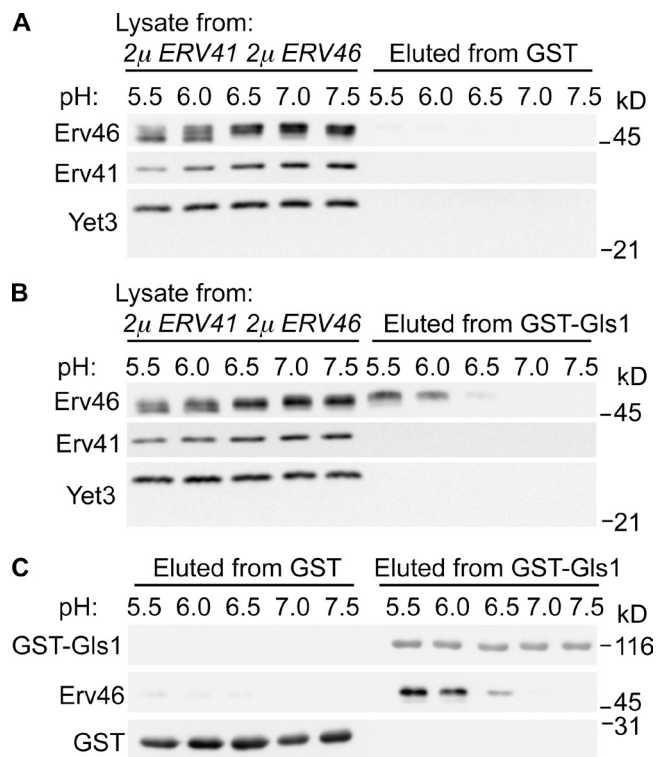 A
Lysate from:
2μ ERV41 2μ ERV46 Eluted from GST
pH: 5.5 6.0 6.5 7.0 7.5 5.5 6.0 6.5 7.0 7.5 kD
Erv46 –45
Erv41
Yet3
–21
B
Lysate from:
2μ ERV41 2μ ERV46 Eluted from GST-Gls1
pH: 5.5 6.0 6.5 7.0 7.5 5.5 6.0 6.5 7.0 7.5
kD
Erv46 –45
Erv41
Yet3
–21
C
Eluted from GST Eluted from GST-Gls1
pH: 5.5 6.0 6.5 7.0 7.5 5.5 6.0 6.5 7.0 7.5 kD
GST-Gls1 –116
Erv46 –45
–31
GST